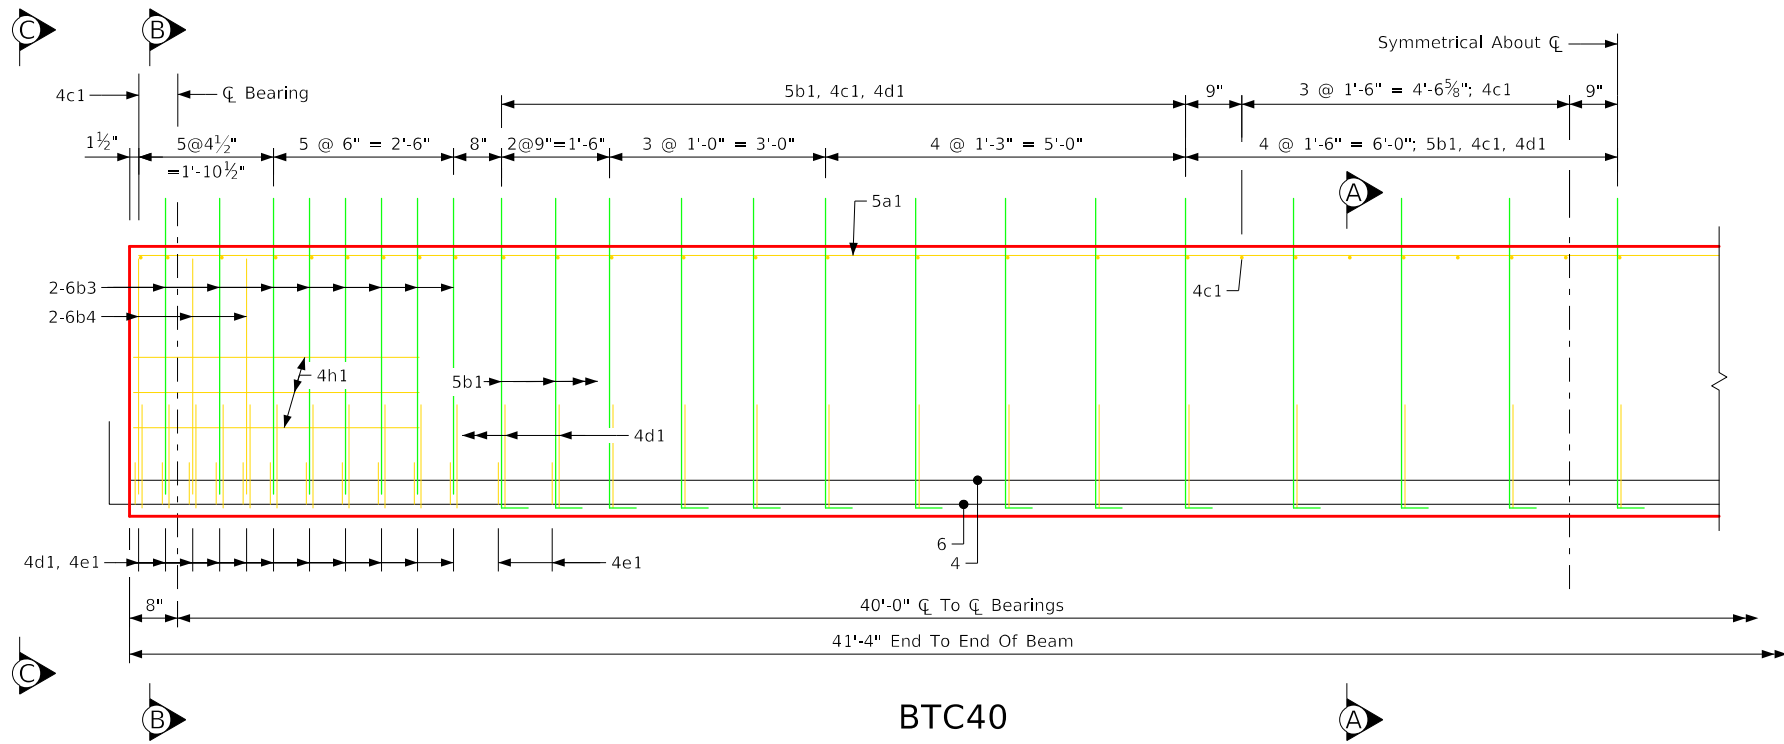 C
B
Symmetrical About ℄
4c1
℄ Bearing
5b1, 4c1, 4d1
9"
3 @ 1'-6" = 4'-6⅝"; 4c1
9"
1½"
5@4½"
=1'-10½"
5 @ 6" = 2'-6"
8"
2@9"=1'-6"
3 @ 1'-0" = 3'-0"
4 @ 1'-3" = 5'-0"
4 @ 1'-6" = 6'-0"; 5b1, 4c1, 4d1
A
5a1
2-6b3
4c1
2-6b4
4h1
5b1
4d1
6
4
4d1, 4e1
4e1
8"
40'-0" ℄ To ℄ Bearings
41'-4" End To End Of Beam
C
B
BTC40
A